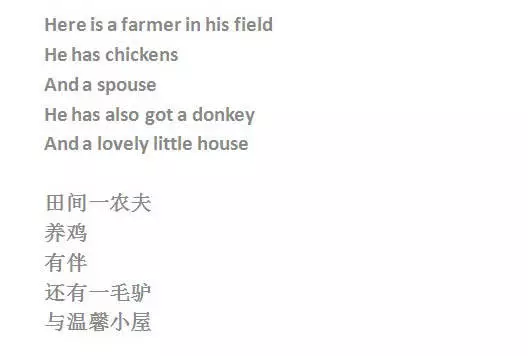 Here is a farmer in his field
He has chickens
And a spouse
He has also got a donkey
And a lovely little house
田间一农夫
养鸡
有伴
还有一毛驴
与温馨小屋